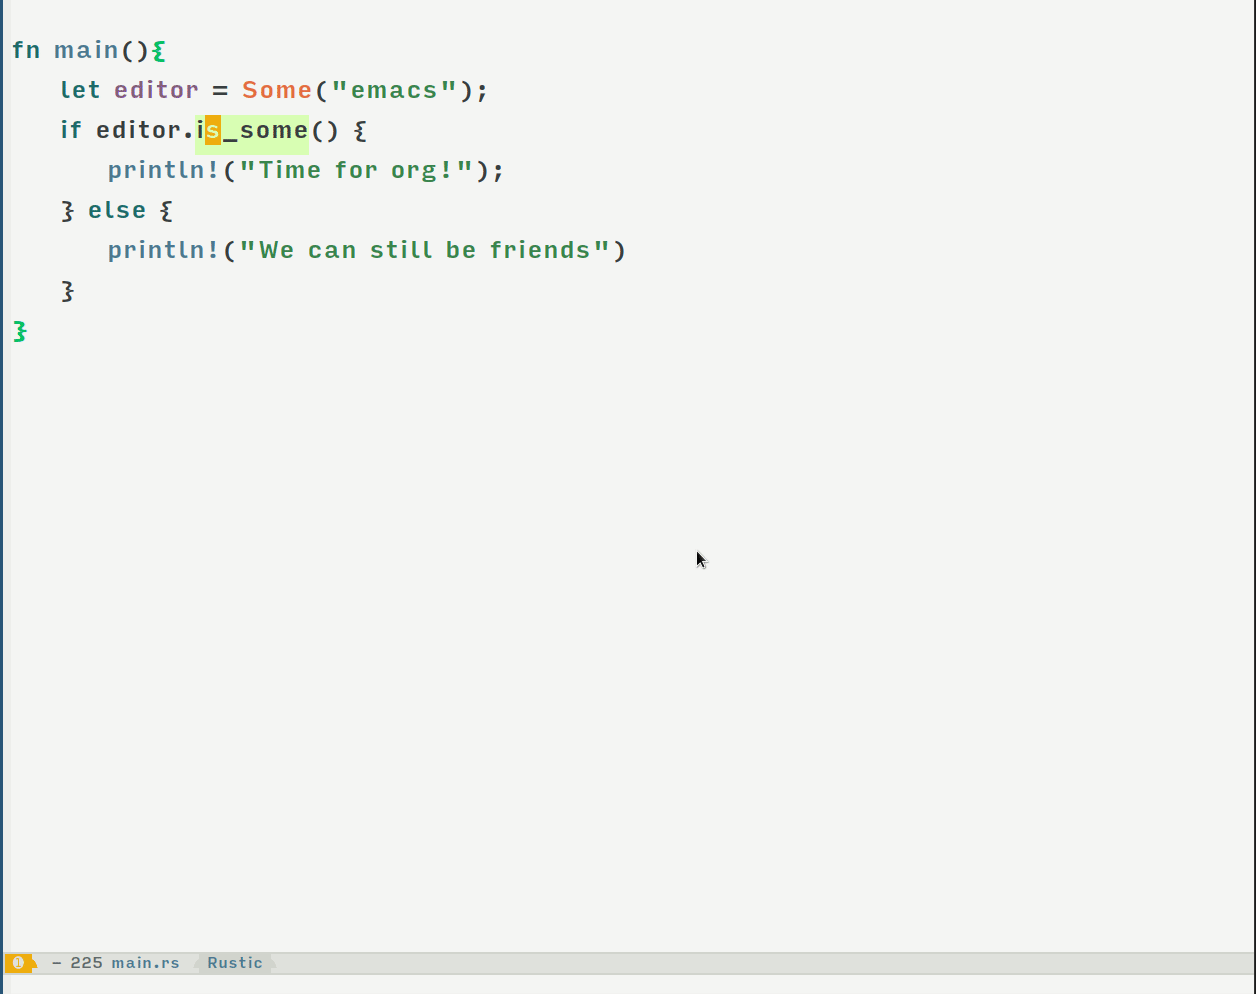 fn main(){
    let editor = Some("emacs");
    if editor.is_some() {
        println!("Time for org!");
    } else {
        println!("We can still be friends")
    }
}
❶ - 225 main.rs Rustic